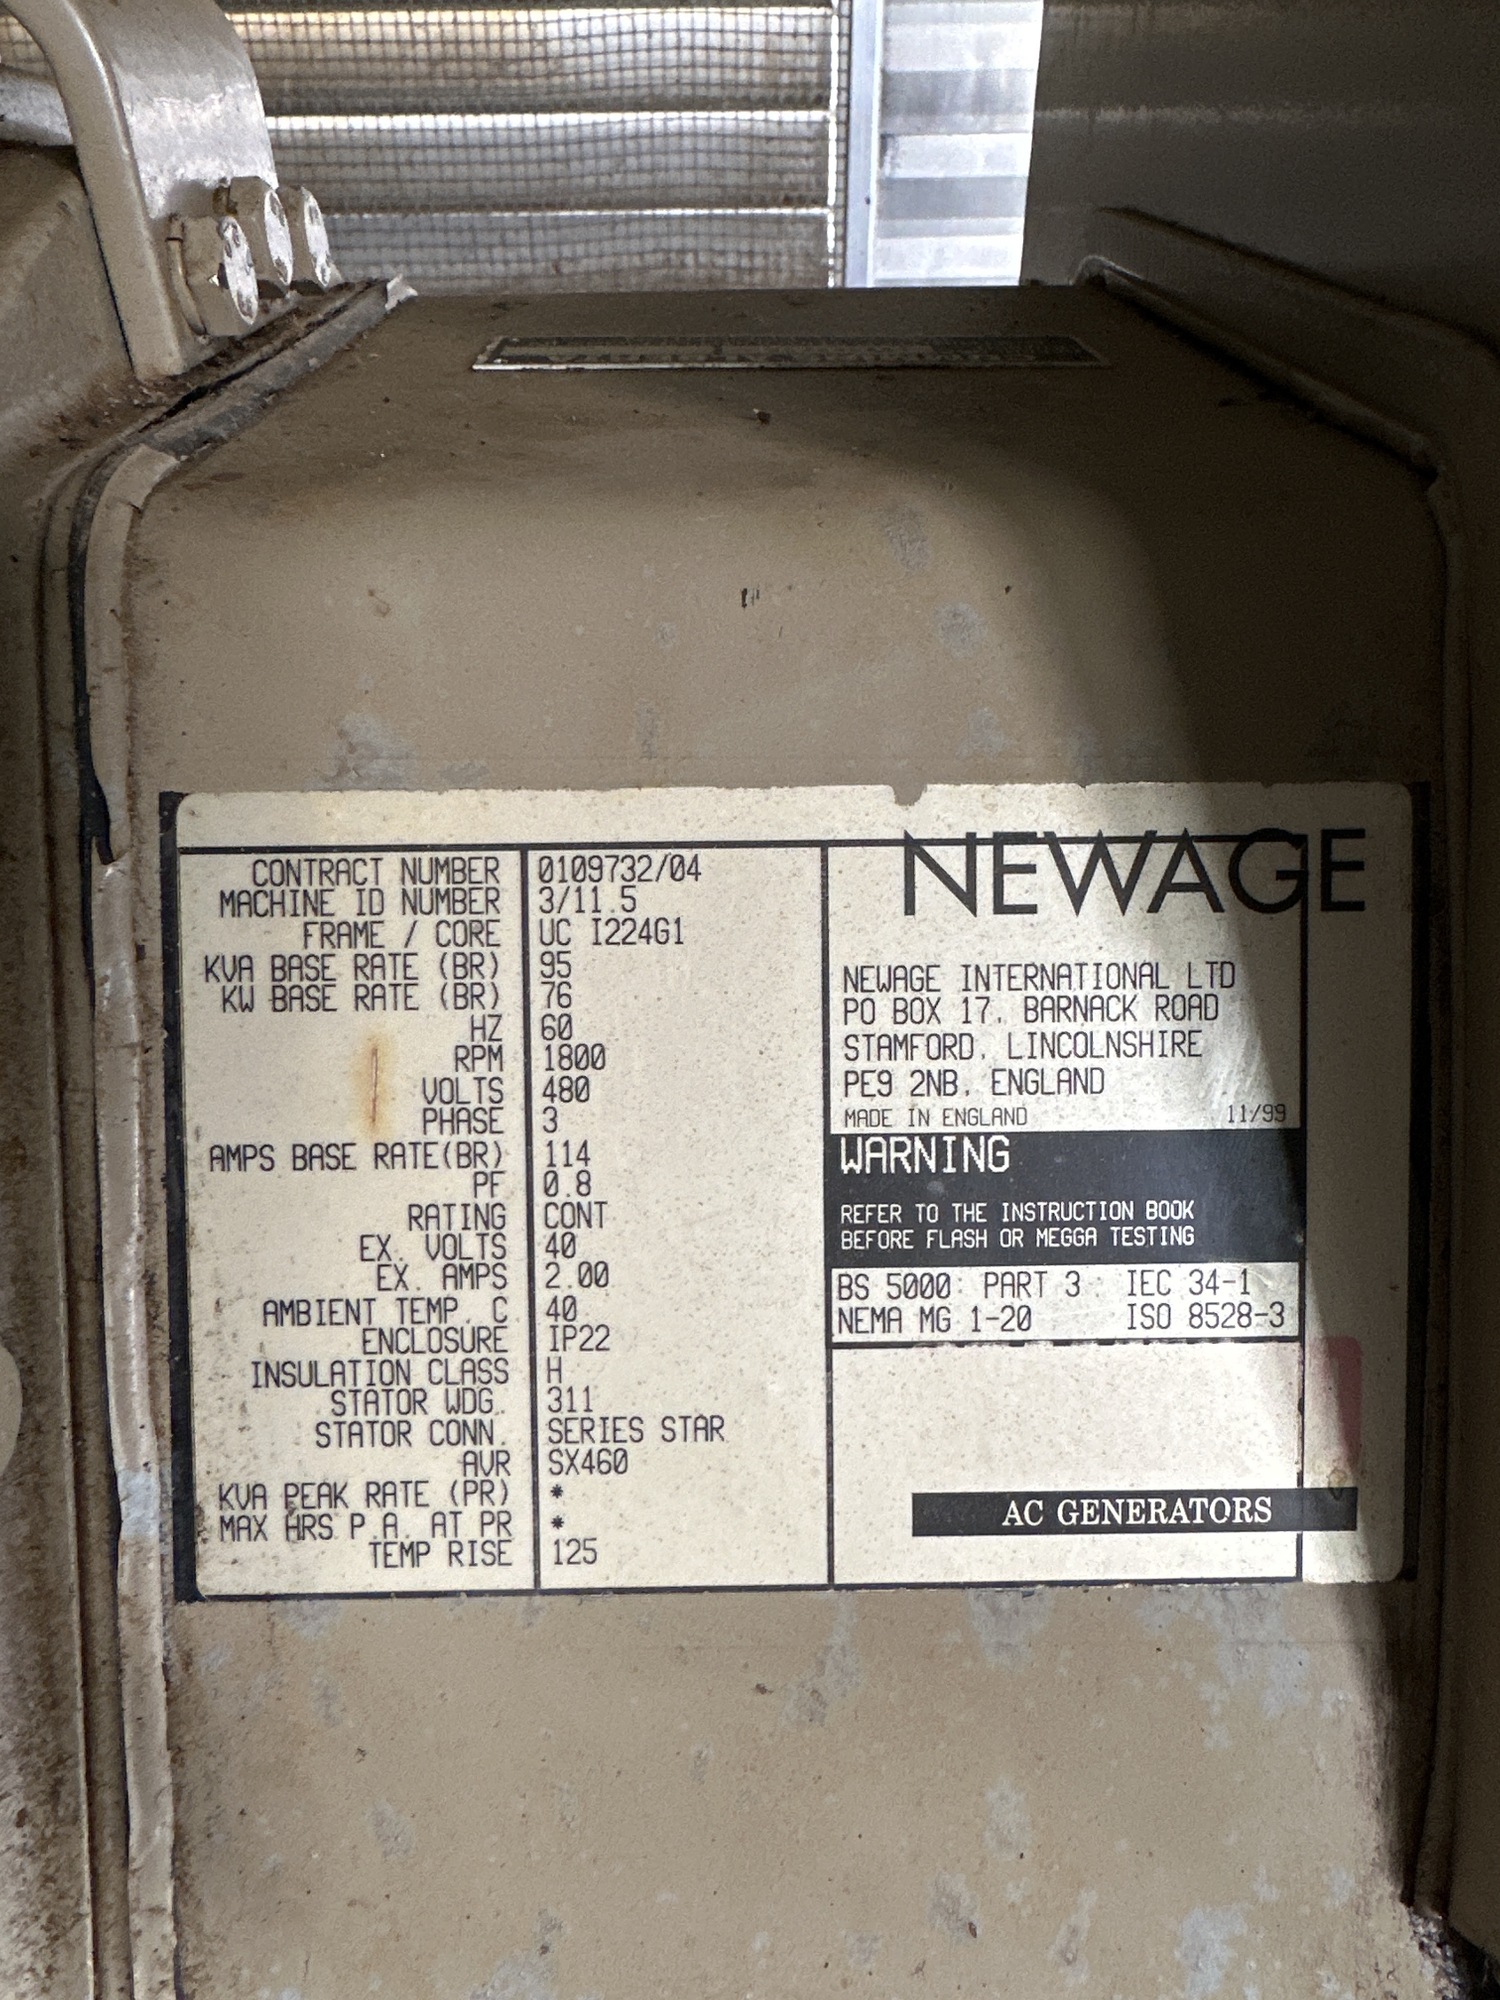 CONTRACT NUMBER 0109732/04
MACHINE ID NUMBER 3/11.5
FRAME / CORE UC I224G1
KVA BASE RATE (BR) 95
KW BASE RATE (BR) 76
HZ 60
RPM 1800
VOLTS 480
PHASE 3
AMPS BASE RATE(BR) 114
PF 0.8
RATING CONT
EX. VOLTS 40
EX. AMPS 2.00
AMBIENT TEMP. C 40
ENCLOSURE IP22
INSULATION CLASS H
STATOR WDG. 311
STATOR CONN. SERIES STAR
AVR SX460
KVA PEAK RATE (PR) *
MAX HRS P.A. AT PR *
TEMP RISE 125
NEWAGE
NEWAGE INTERNATIONAL LTD
PO BOX 17, BARNACK ROAD
STAMFORD, LINCOLNSHIRE
PE9 2NB, ENGLAND
MADE IN ENGLAND 11/99
WARNING
REFER TO THE INSTRUCTION BOOK
BEFORE FLASH OR MEGGA TESTING
BS 5000 PART 3 IEC 34-1
NEMA MG 1-20 ISO 8528-3
AC GENERATORS